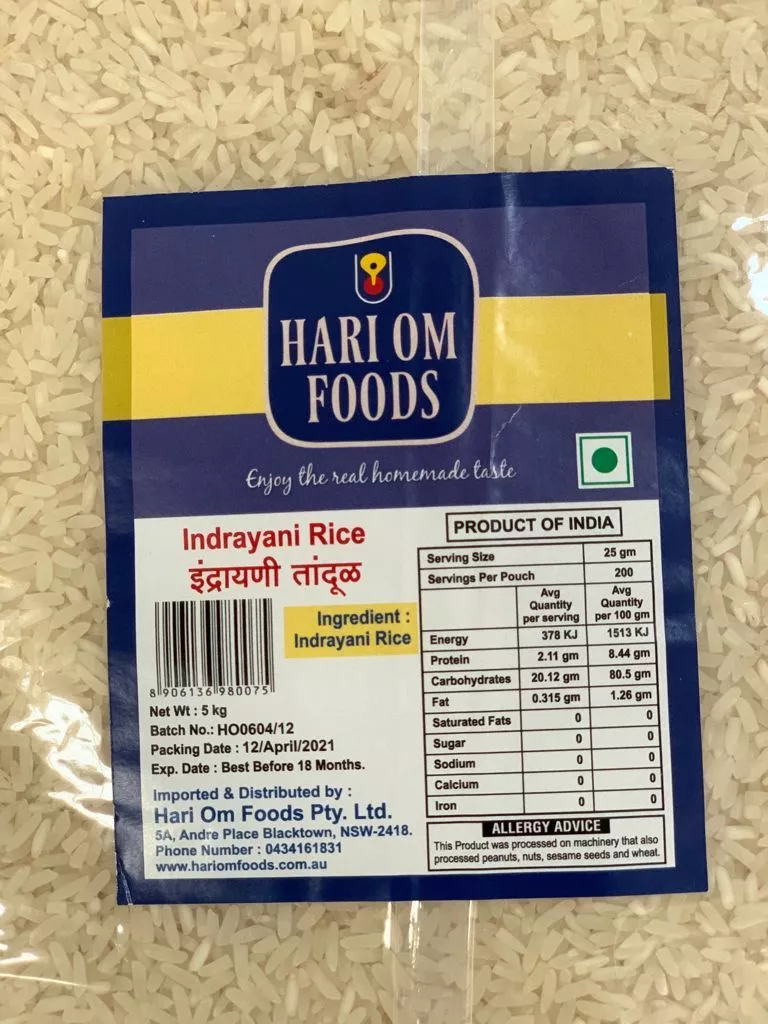 HARI OM
FOODS
Enjoy the real homemade taste
Indrayani Rice
इंद्रायणी तांदूळ
Ingredient :
Indrayani Rice
8 906136 980075
Net Wt : 5 kg
Batch No.: HO0604/12
Packing Date : 12/April/2021
Exp. Date : Best Before 18 Months.
Imported & Distributed by :
Hari Om Foods Pty. Ltd.
5A, Andre Place Blacktown, NSW-2418.
Phone Number : 0434161831
www.hariomfoods.com.au
PRODUCT OF INDIA
Serving Size 25 gm
Servings Per Pouch 200
Avg Quantity per serving Avg Quantity per 100 gm
Energy 378 KJ 1513 KJ
Protein 2.11 gm 8.44 gm
Carbohydrates 20.12 gm 80.5 gm
Fat 0.315 gm 1.26 gm
Saturated Fats 0 0
Sugar 0 0
Sodium 0 0
Calcium 0 0
Iron 0 0
ALLERGY ADVICE
This Product was processed on machinery that also
processed peanuts, nuts, sesame seeds and wheat.